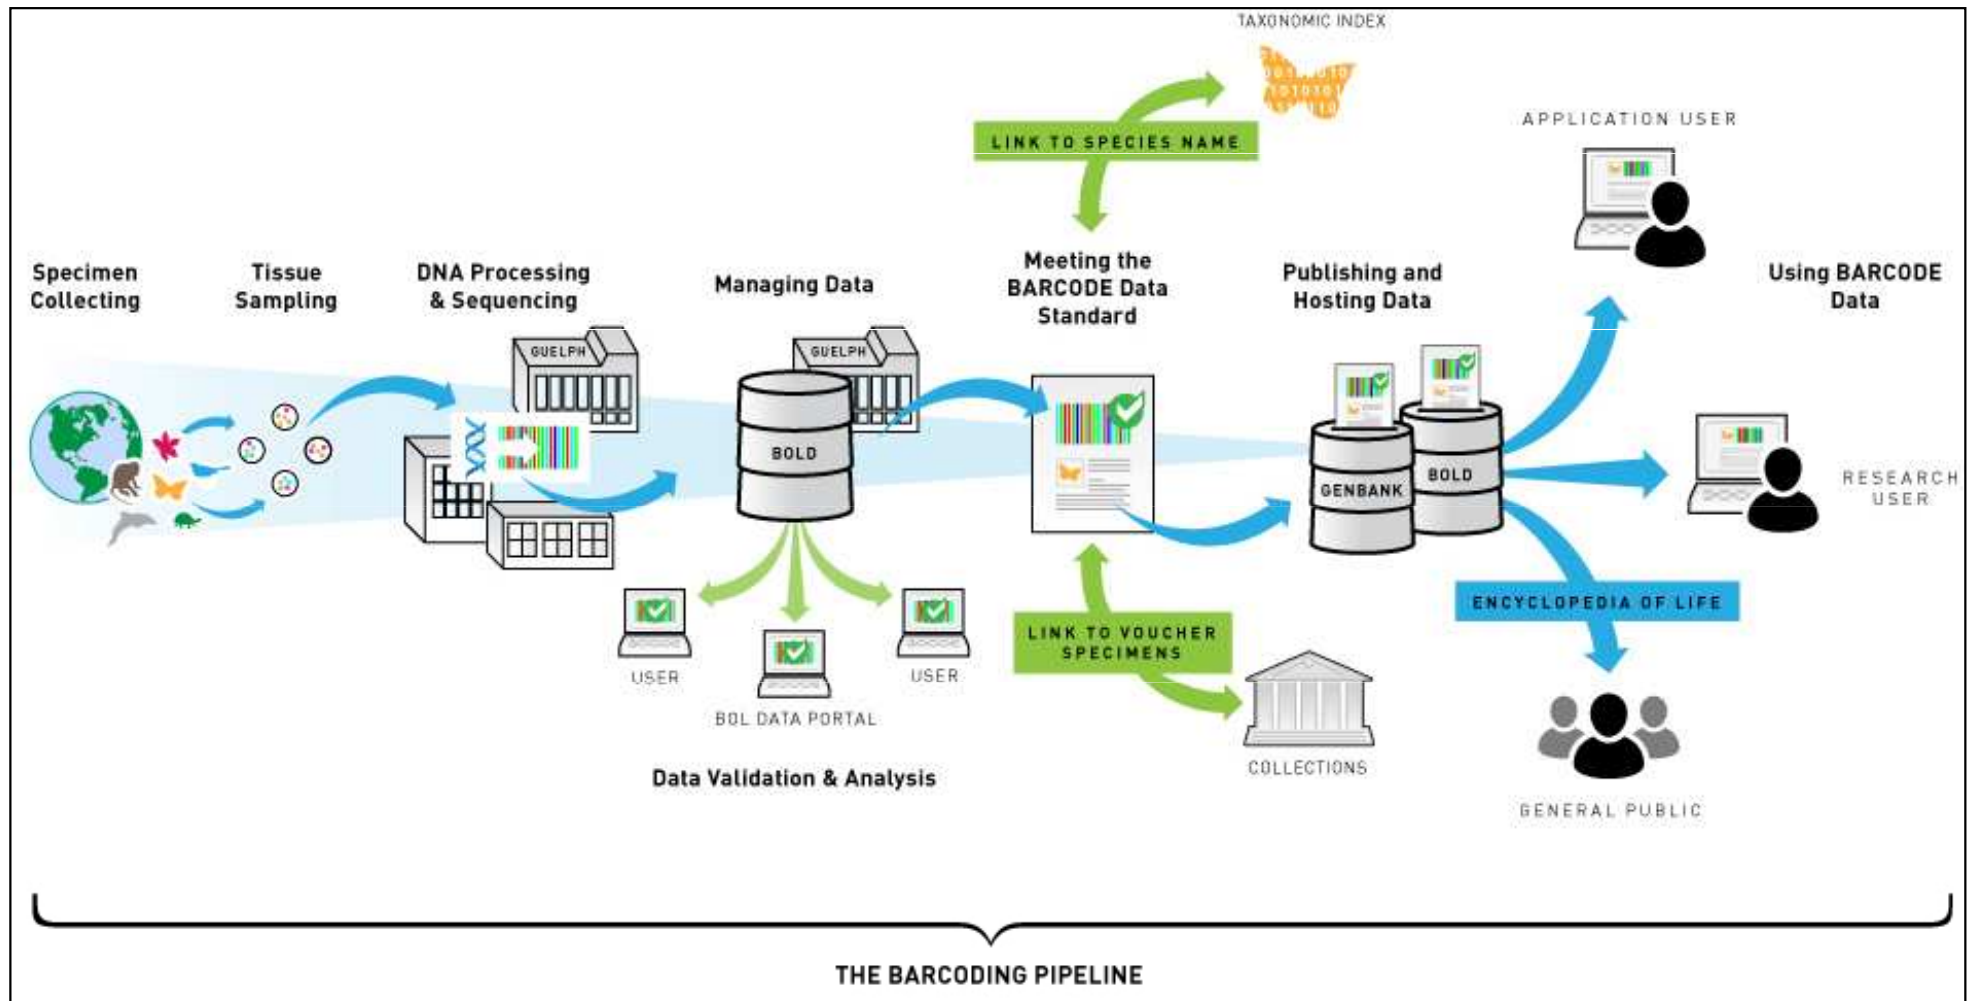 TAXONOMIC INDEX
LINK TO SPECIES NAME
APPLICATION USER
Specimen
Collecting
Tissue
Sampling
DNA Processing
& Sequencing
Managing Data
Meeting the
BARCODE Data
Standard
Publishing and
Hosting Data
Using BARCODE
Data
GUELPH
GUELPH
BOLD
GENBANK
BOLD
RESEARCH
USER
USER
BOL DATA PORTAL
USER
Data Validation & Analysis
LINK TO VOUCHER
SPECIMENS
COLLECTIONS
ENCYCLOPEDIA OF LIFE
GENERAL PUBLIC
THE BARCODING PIPELINE